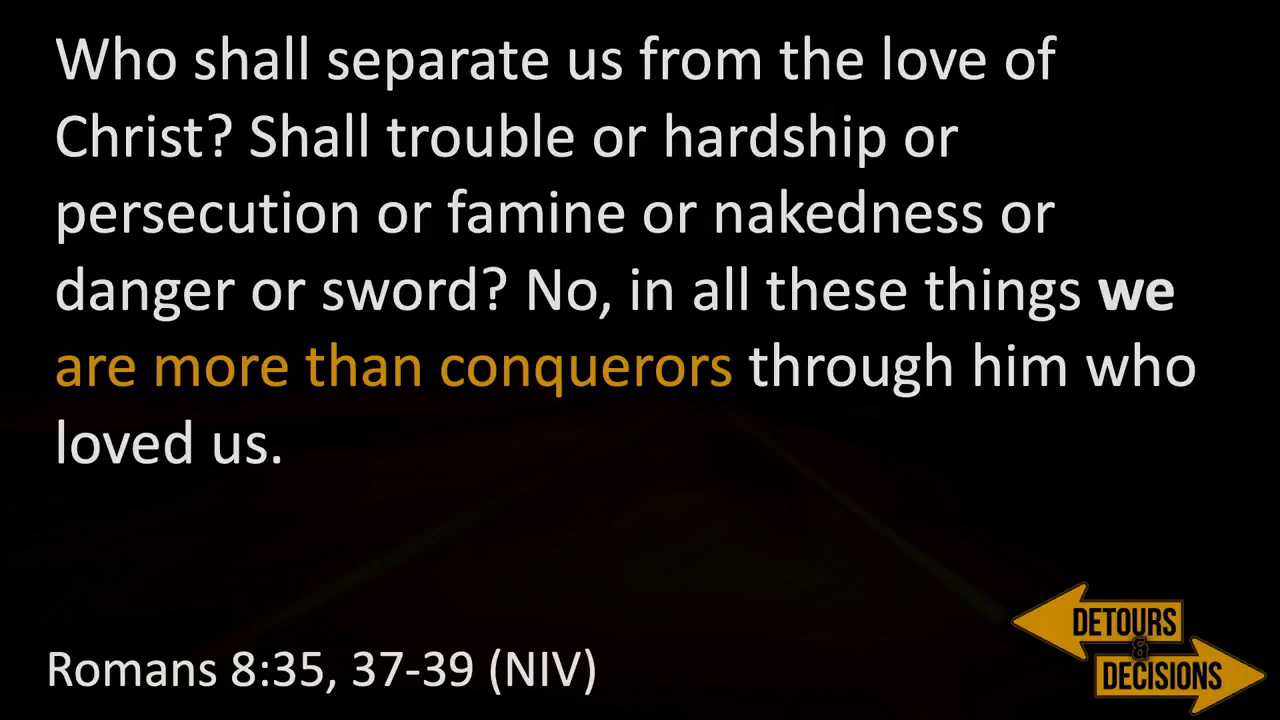 Who shall separate us from the love of
Christ? Shall trouble or hardship or
persecution or famine or nakedness or
danger or sword? No, in all these things we
are more than conquerors through him who
loved us.
Romans 8:35, 37-39 (NIV)
DETOURS
&
DECISIONS